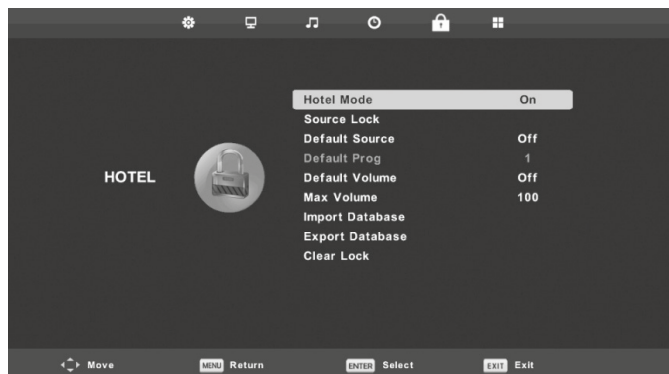 Hotel Mode On
Source Lock
Default Source Off
Default Prog 1
HOTEL
Default Volume Off
Max Volume 100
Import Database
Export Database
Clear Lock
Move MENU Return ENTER Select EXIT Exit